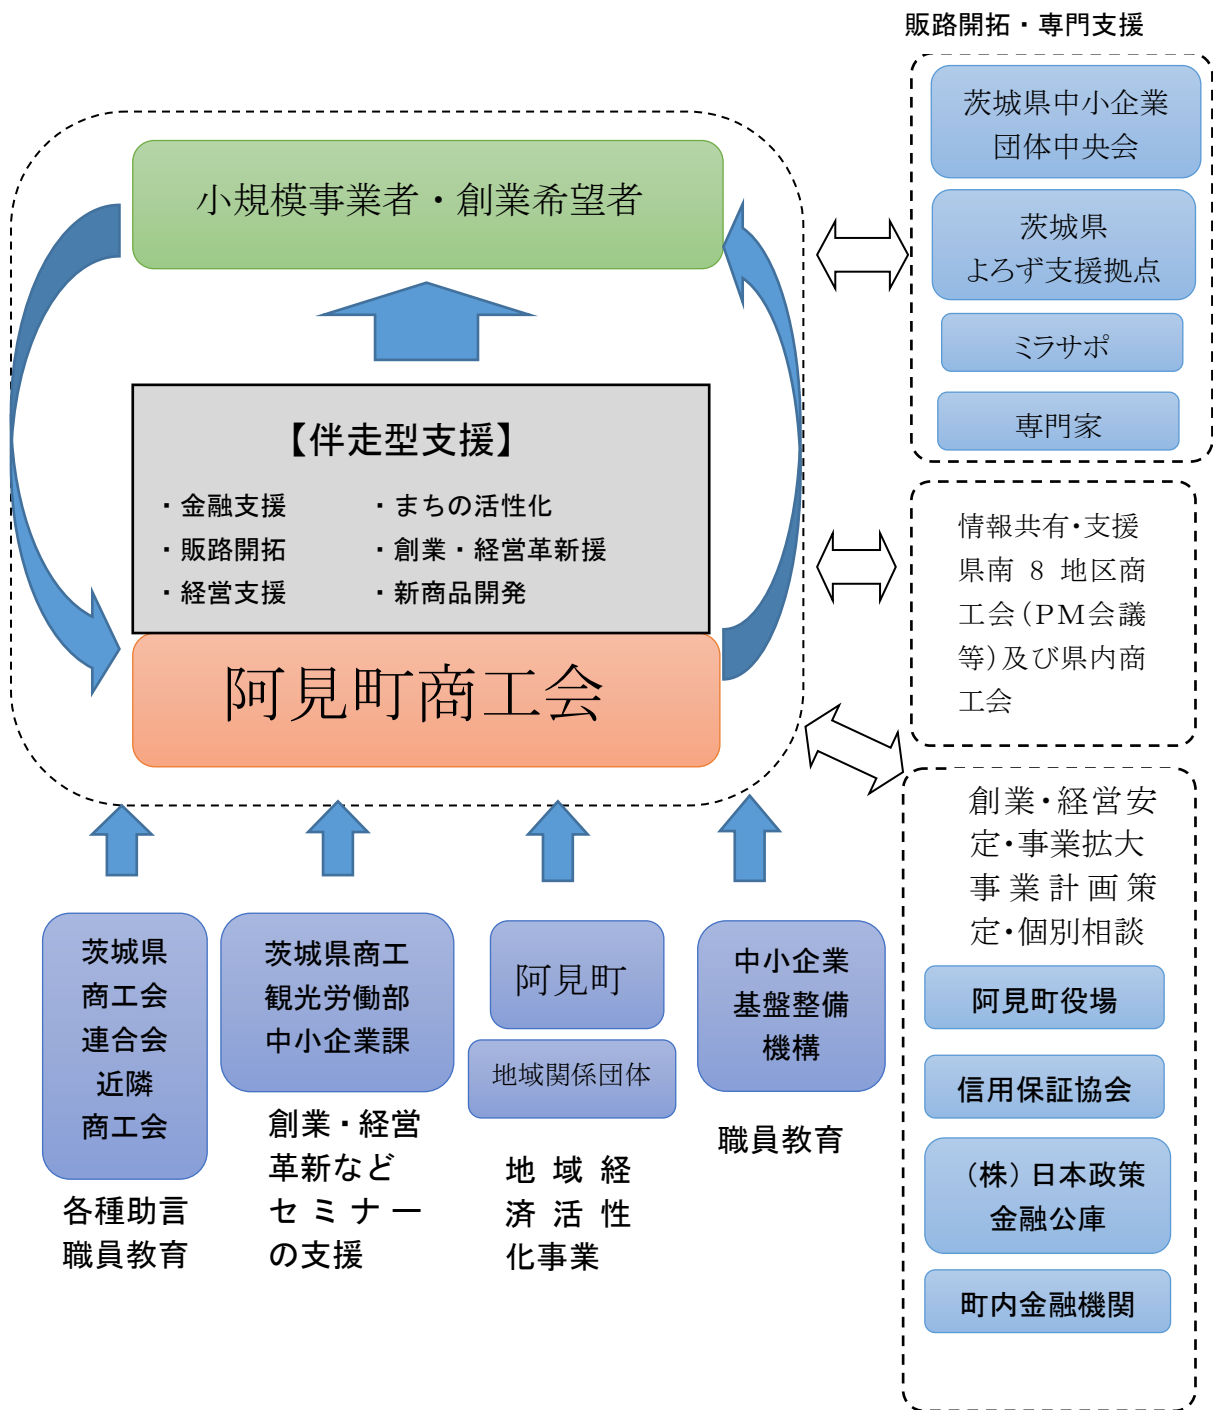 販路開拓・専門支援
茨城県中小企業
団体中央会
茨城県
よろず支援拠点
ミラサポ
専門家
小規模事業者・創業希望者
【伴走型支援】
・金融支援
・まちの活性化
・販路開拓
・創業・経営革新援
・経営支援
・新商品開発
阿見町商工会
情報共有・支援
県南 8 地区商
工会(PM会議
等)及び県内商
工会
創業・経営安
定・事業拡大
事業計画策
定・個別相談
阿見町役場
信用保証協会
(株)日本政策
金融公庫
町内金融機関
茨城県
商工会
連合会
近隣
商工会
各種助言
職員教育
茨城県商工
観光労働部
中小企業課
創業・経営
革新など
セミナー
の支援
阿見町
地域関係団体
地域経
済活性
化事業
中小企業
基盤整備
機構
職員教育